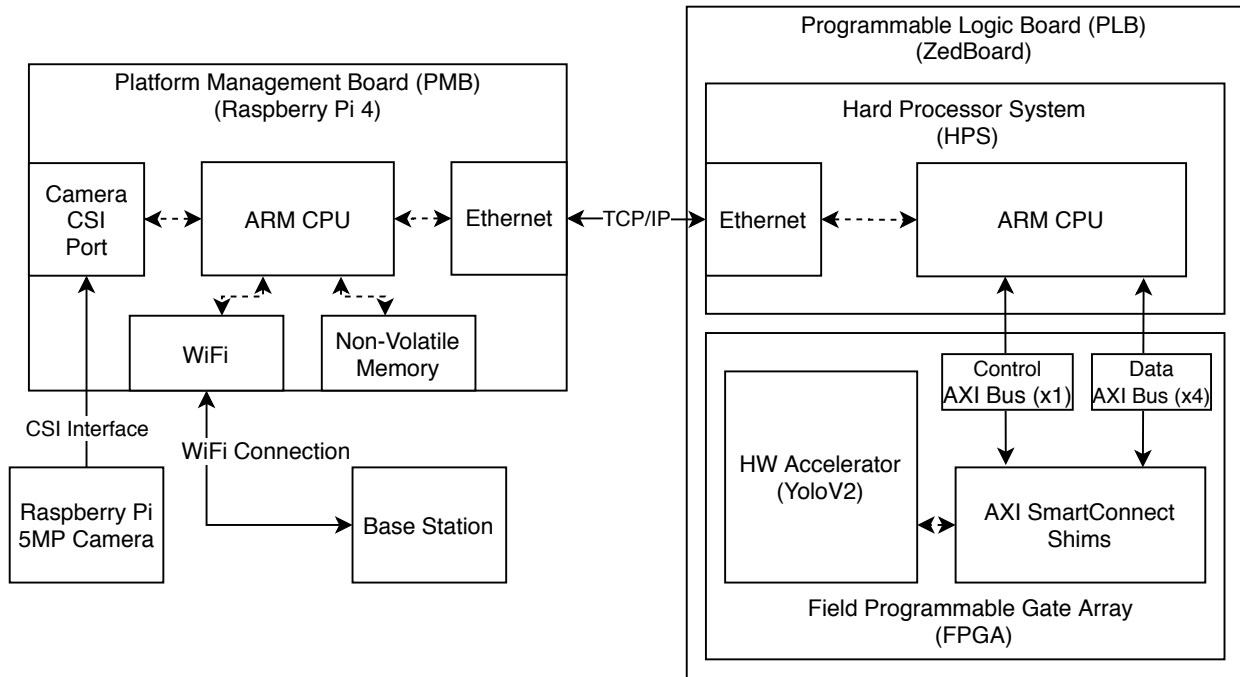 Programmable Logic Board (PLB)
(ZedBoard)
Platform Management Board (PMB)
(Raspberry Pi 4)
Hard Processor System
(HPS)
Camera
CSI
Port
ARM CPU
Ethernet
TCP/IP
Ethernet
ARM CPU
WiFi
Non-Volatile
Memory
Control
AXI Bus (x1)
Data
AXI Bus (x4)
CSI Interface
WiFi Connection
HW Accelerator
(YoloV2)
Raspberry Pi
5MP Camera
Base Station
AXI SmartConnect
Shims
Field Programmable Gate Array
(FPGA)